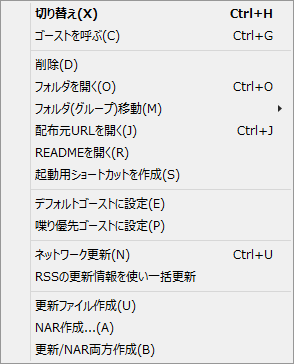 切り替え(X) Ctrl+H
ゴーストを呼ぶ(C) Ctrl+G
削除(D)
フォルダを開く(O) Ctrl+O
フォルダ(グループ)移動(M)
配布元URLを開く(J) Ctrl+J
READMEを開く(R)
起動用ショートカットを作成(S)
デフォルトゴーストに設定(E)
喋り優先ゴーストに設定(P)
ネットワーク更新(N) Ctrl+U
RSSの更新情報を使い一括更新
更新ファイル作成(U)
NAR作成...(A)
更新/NAR両方作成(B)